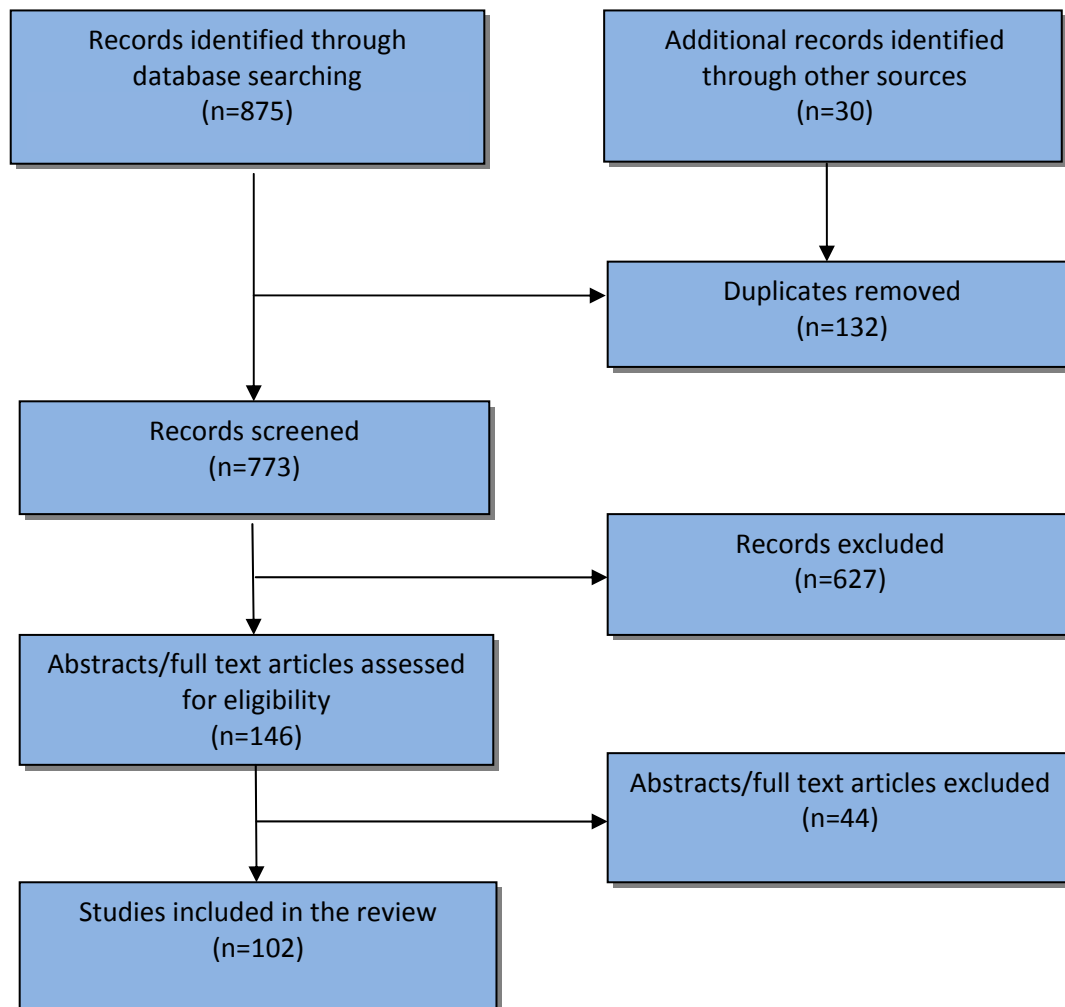 Records identified through
database searching
(n=875)
Additional records identified
through other sources
(n=30)
Duplicates removed
(n=132)
Records screened
(n=773)
Records excluded
(n=627)
Abstracts/full text articles assessed
for eligibility
(n=146)
Abstracts/full text articles excluded
(n=44)
Studies included in the review
(n=102)